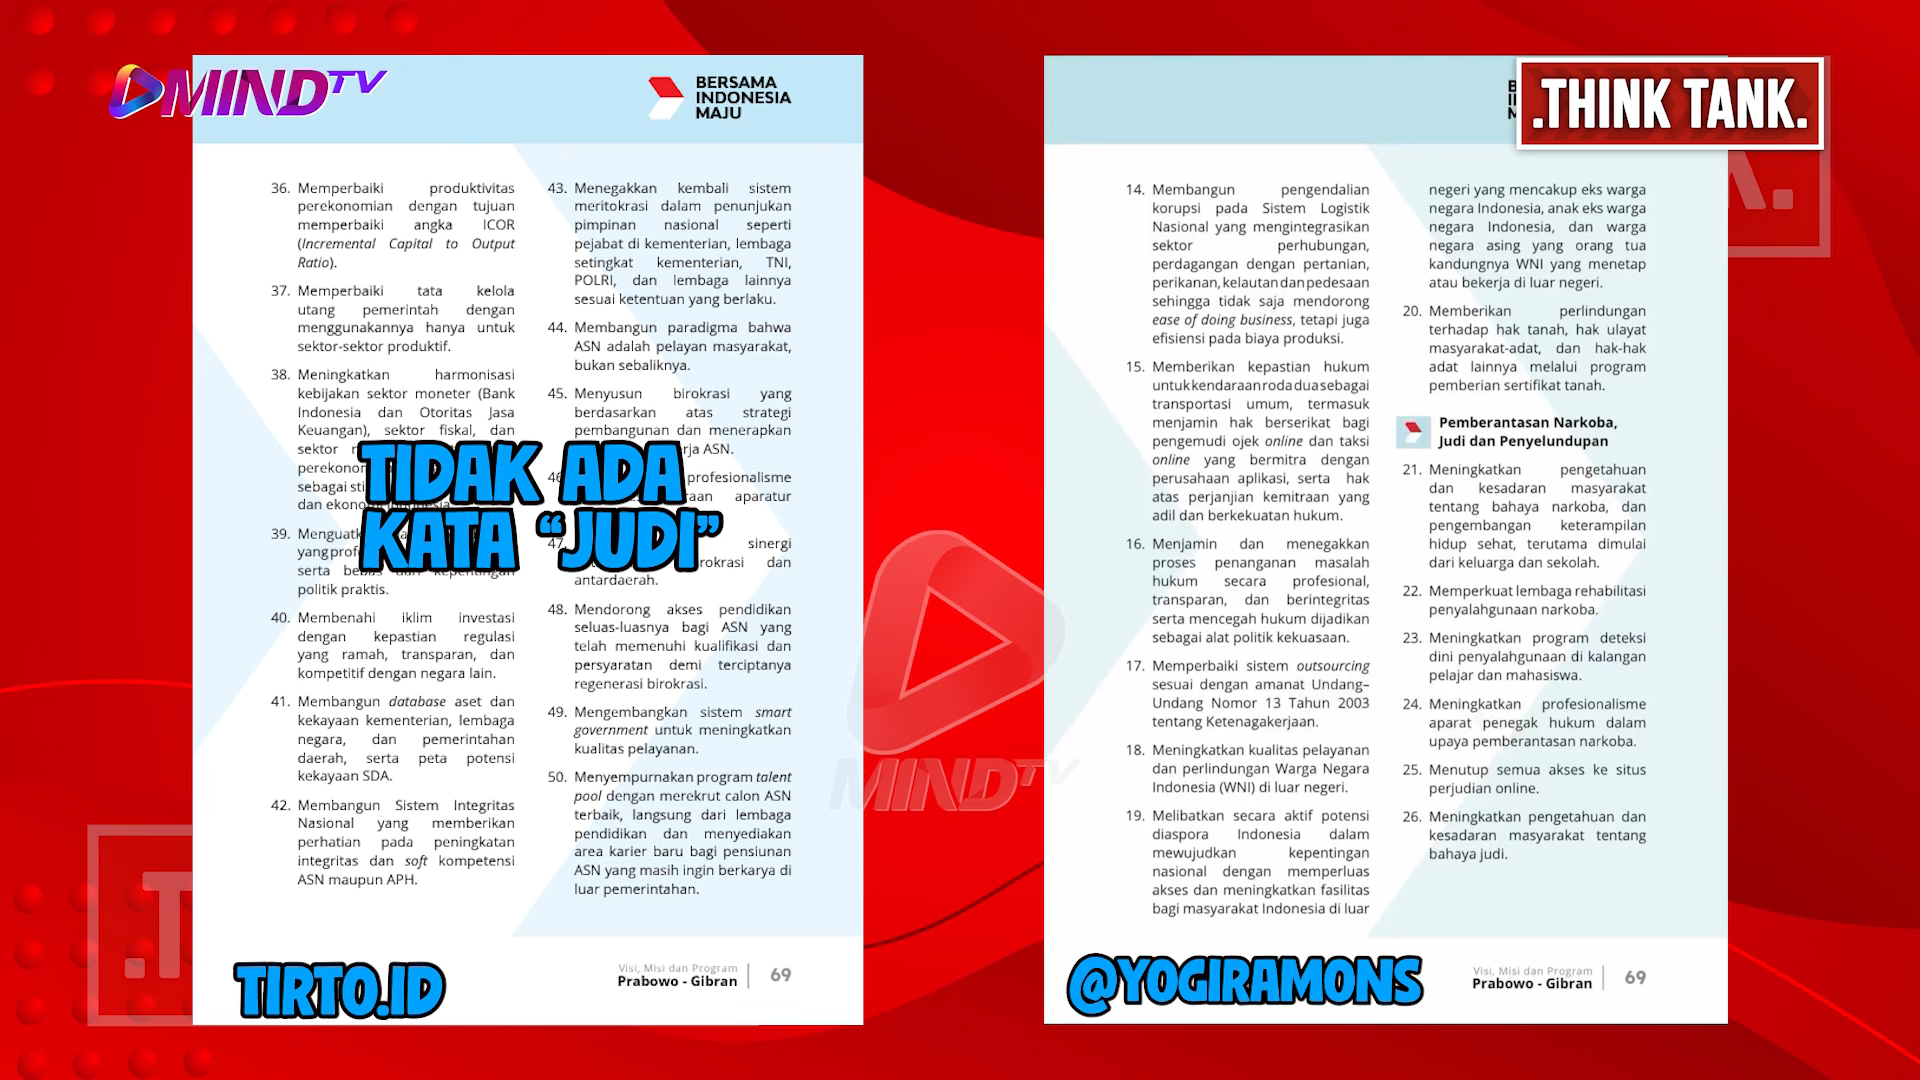 MIND TV
BERSAMA
INDONESIA
MAJU
36. Memperbaiki produktivitas
perekonomian dengan tujuan
memperbaiki angka ICOR
(Incremental Capital to Output
Ratio).
37. Memperbaiki tata kelola
utang pemerintah dengan
menggunakannya hanya untuk
sektor-sektor produktif.
38. Meningkatkan harmonisasi
kebijakan sektor moneter (Bank
Indonesia dan Otoritas Jasa
Keuangan), sektor fiskal, dan
sektor
sebagai
dan
39.
serta
politik praktis.
40. Membenahi iklim investasi
dengan kepastian regulasi
yang ramah, transparan, dan
kompetitif dengan negara lain.
41. Membangun database aset dan
kekayaan kementerian, lembaga
negara, dan pemerintahan
daerah, serta peta potensi
kekayaan SDA.
42. Membangun Sistem Integritas
Nasional yang memberikan
perhatian pada peningkatan
integritas dan soft kompetensi
ASN maupun APH.
43. Menegakkan kembali sistem
meritokrasi dalam penunjukan
pimpinan nasional seperti
pejabat di kementerian, lembaga
setingkat kementerian, TNI,
POLRI, dan lembaga lainnya
sesuai ketentuan yang berlaku.
44. Membangun paradigma bahwa
ASN adalah pelayan masyarakat,
bukan sebaliknya.
45. Menyusun birokrasi yang
berdasarkan atas strategi
pembangunan dan menerapkan
ASN.
profesionalisme
aparatur
47. sinergi
dan
antardaerah.
48. Mendorong akses pendidikan
seluas-luasnya bagi ASN yang
telah memenuhi kualifikasi dan
persyaratan demi terciptanya
regenerasi birokrasi.
49. Mengembangkan sistem smart
government untuk meningkatkan
kualitas pelayanan.
50. Menyempurnakan program talent
pool dengan merekrut calon ASN
terbaik, langsung dari lembaga
pendidikan dan menyediakan
area karier baru bagi pensiunan
ASN yang masih ingin berkarya di
luar pemerintahan.
TIDAK ADA
KATA “JUDI”
TIRTO.ID
Visi, Misi dan Program
Prabowo - Gibran
69
.THINK TANK.
14. Membangun pengendalian
korupsi pada Sistem Logistik
Nasional yang mengintegrasikan
sektor perhubungan,
perdagangan dengan pertanian,
perikanan, kelautan dan pedesaan
sehingga tidak saja mendorong
ease of doing business, tetapi juga
efisiensi pada biaya produksi.
15. Memberikan kepastian hukum
untuk kendaraan roda dua sebagai
transportasi umum, termasuk
menjamin hak berserikat bagi
pengemudi ojek online dan taksi
online yang bermitra dengan
perusahaan aplikasi, serta hak
atas perjanjian kemitraan yang
adil dan berkekuatan hukum.
16. Menjamin dan menegakkan
proses penanganan masalah
hukum secara profesional,
transparan, dan berintegritas
serta mencegah hukum dijadikan
sebagai alat politik kekuasaan.
17. Memperbaiki sistem outsourcing
sesuai dengan amanat Undang–
Undang Nomor 13 Tahun 2003
tentang Ketenagakerjaan.
18. Meningkatkan kualitas pelayanan
dan perlindungan Warga Negara
Indonesia (WNI) di luar negeri.
19. Melibatkan secara aktif potensi
diaspora Indonesia dalam
mewujudkan kepentingan
nasional dengan memperluas
akses dan meningkatkan fasilitas
bagi masyarakat Indonesia di luar
negeri yang mencakup eks warga
negara Indonesia, anak eks warga
negara Indonesia, dan warga
negara asing yang orang tua
kandungnya WNI yang menetap
atau bekerja di luar negeri.
20. Memberikan perlindungan
terhadap hak tanah, hak ulayat
masyarakat-adat, dan hak-hak
adat lainnya melalui program
pemberian sertifikat tanah.
Pemberantasan Narkoba,
Judi dan Penyelundupan
21. Meningkatkan pengetahuan
dan kesadaran masyarakat
tentang bahaya narkoba, dan
pengembangan keterampilan
hidup sehat, terutama dimulai
dari keluarga dan sekolah.
22. Memperkuat lembaga rehabilitasi
penyalahgunaan narkoba.
23. Meningkatkan program deteksi
dini penyalahgunaan di kalangan
pelajar dan mahasiswa.
24. Meningkatkan profesionalisme
aparat penegak hukum dalam
upaya pemberantasan narkoba.
25. Menutup semua akses ke situs
perjudian online.
26. Meningkatkan pengetahuan dan
kesadaran masyarakat tentang
bahaya judi.
@YOGIRAMONS
Visi, Misi dan Program
Prabowo - Gibran
69
MIND TV